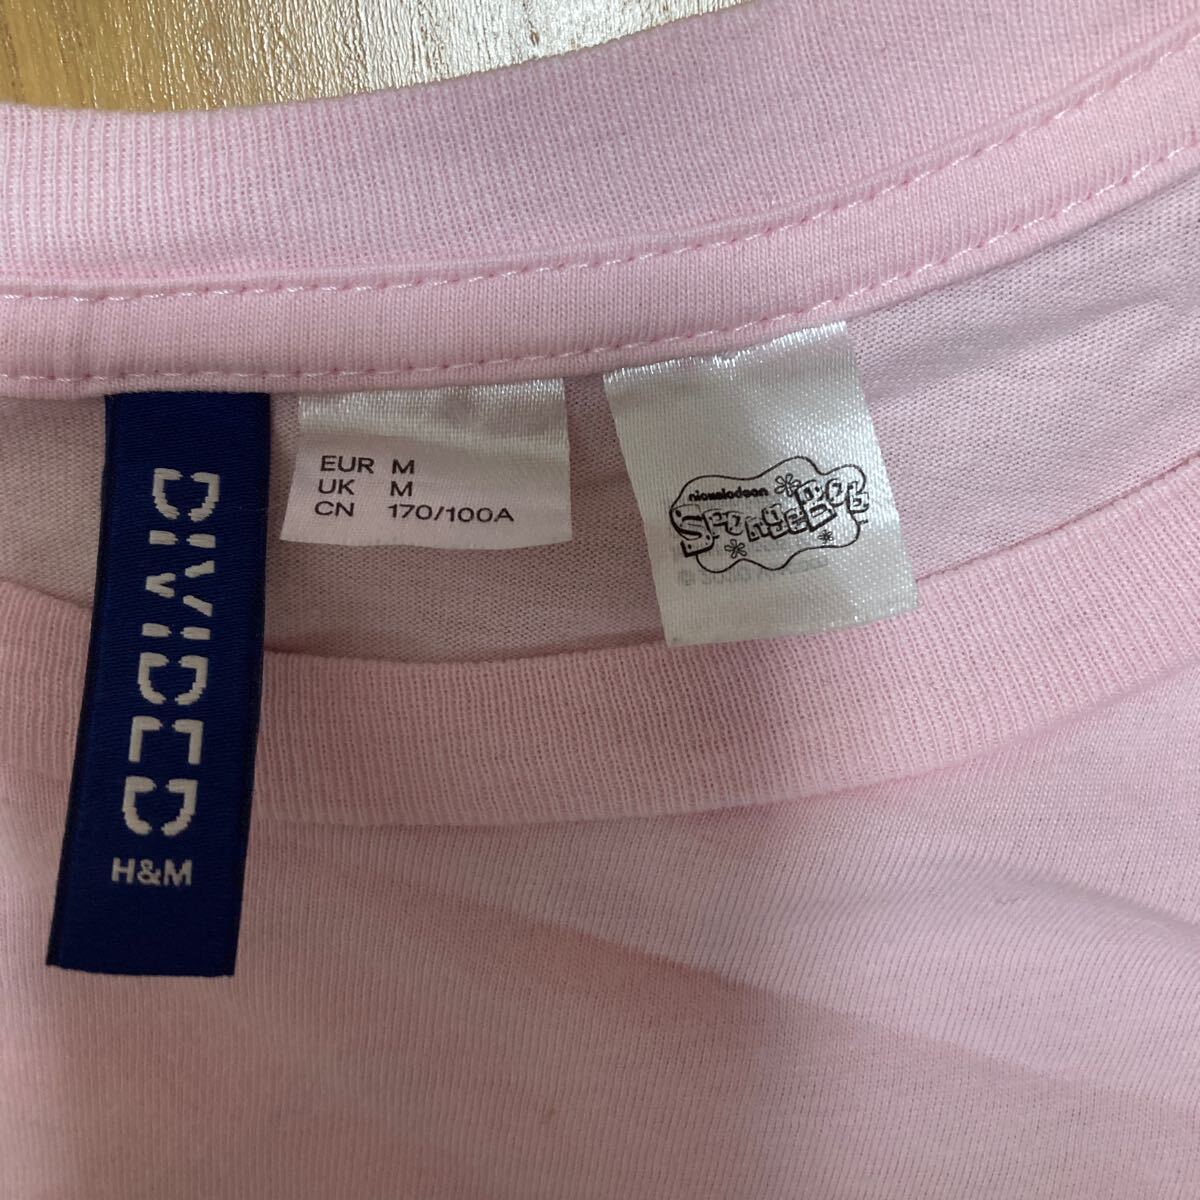 DIVIDED
H&M
EUR M
UK M
CN 170/100A
nickelodeon
SPONGEBOB